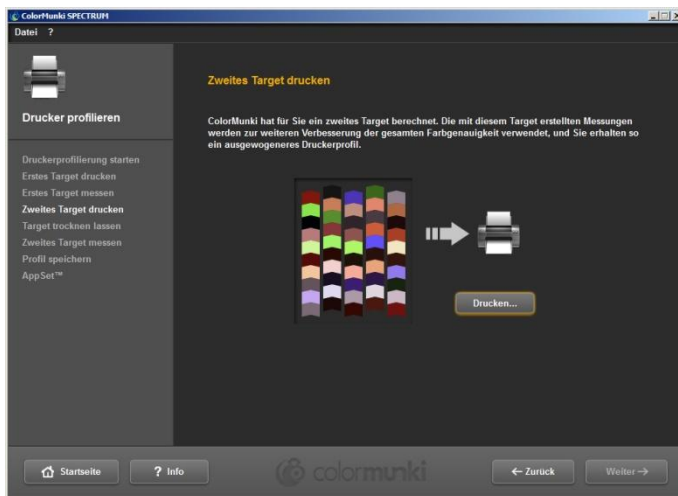 ColorMunki SPECTRUM
Datei ?
Drucker profilieren
Druckerprofilierung starten
Erstes Target drucken
Erstes Target messen
Zweites Target drucken
Target trocknen lassen
Zweites Target messen
Profil speichern
AppSet™
Zweites Target drucken
ColorMunki hat für Sie ein zweites Target berechnet. Die mit diesem Target erstellten Messungen
werden zur weiteren Verbesserung der gesamten Farbgenauigkeit verwendet, und Sie erhalten so
ein ausgewogeneres Druckerprofil.
Drucken...
Startseite
? Info
colormunki
← Zurück
Weiter →